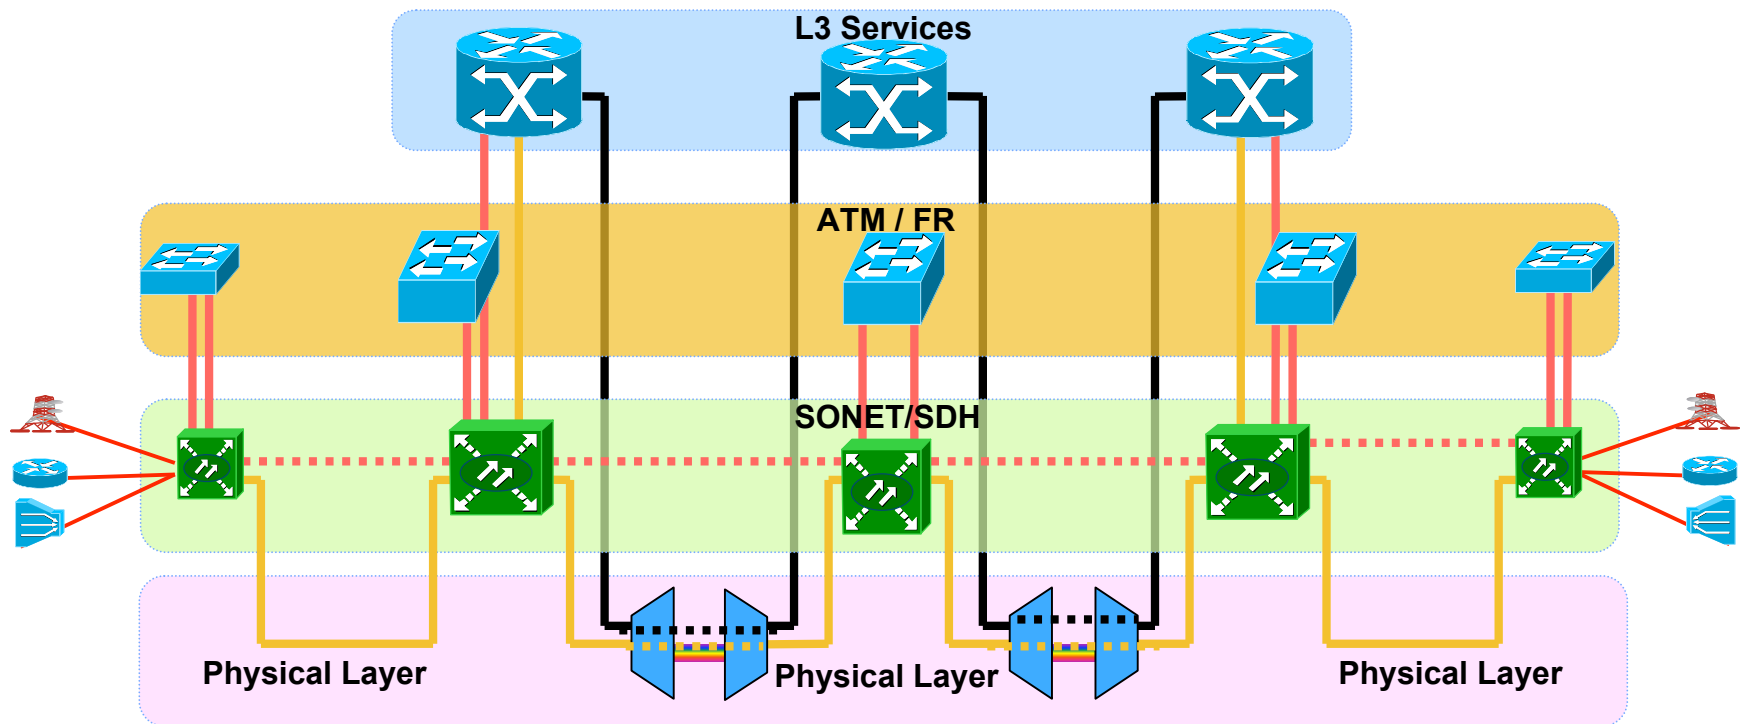 L3 Services
ATM / FR
SONET/SDH
Physical Layer
Physical Layer
Physical Layer